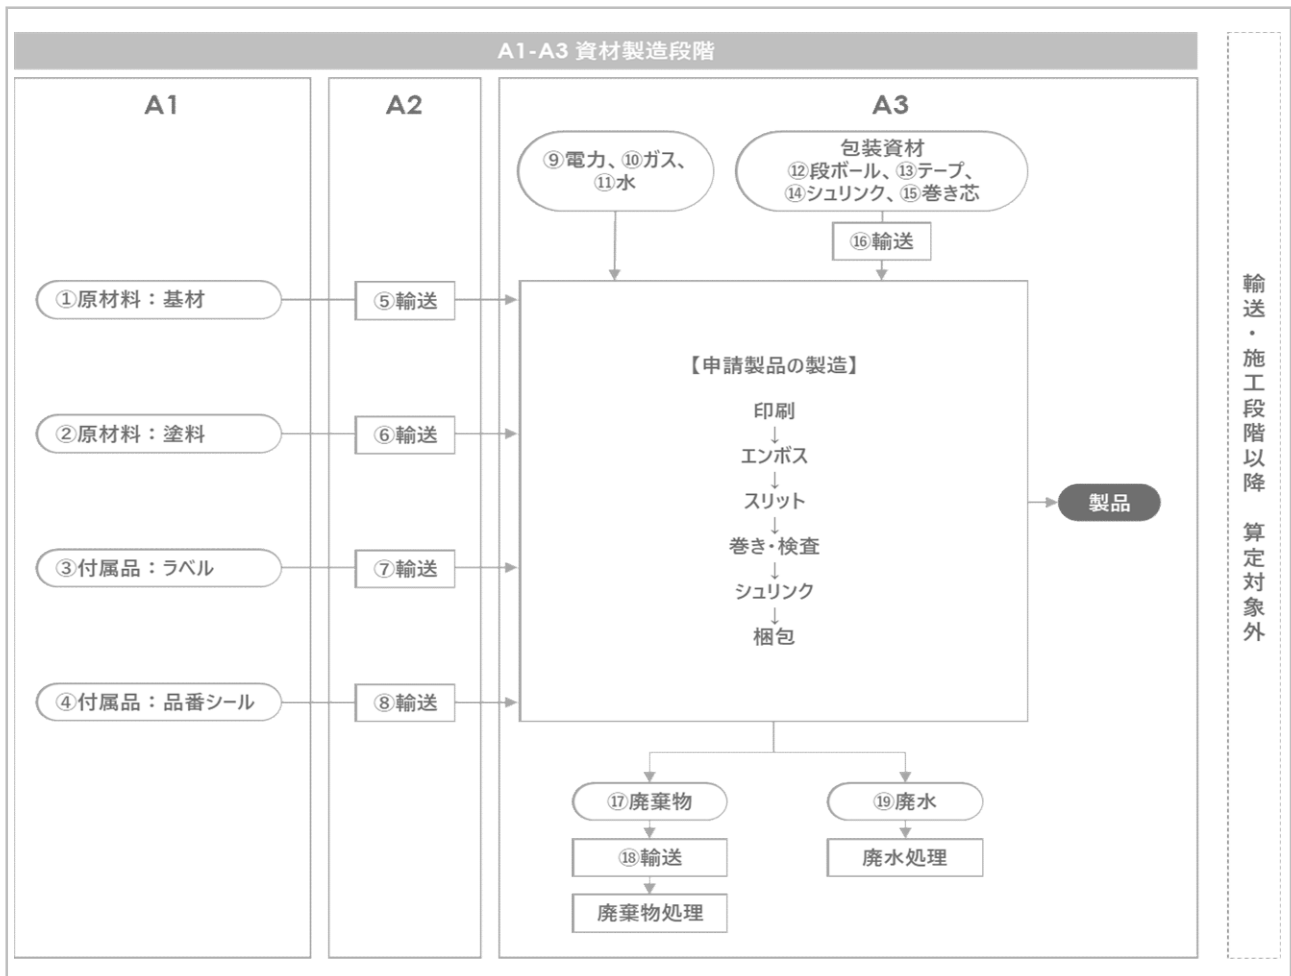 A1-A3 資材製造段階
A1
A2
A3
⑨電力、⑩ガス、
⑪水
包装資材
⑫段ボール、⑬テープ、
⑭シュリンク、⑮巻き芯
⑯輸送
①原材料：基材
⑤輸送
②原材料：塗料
⑥輸送
③付属品：ラベル
⑦輸送
④付属品：品番シール
⑧輸送
【申請製品の製造】
印刷
↓
エンボス
↓
スリット
↓
巻き・検査
↓
シュリンク
↓
梱包
製品
⑰廃棄物
⑱輸送
廃棄物処理
⑲廃水
廃水処理
輸送・施工段階以降　算定対象外